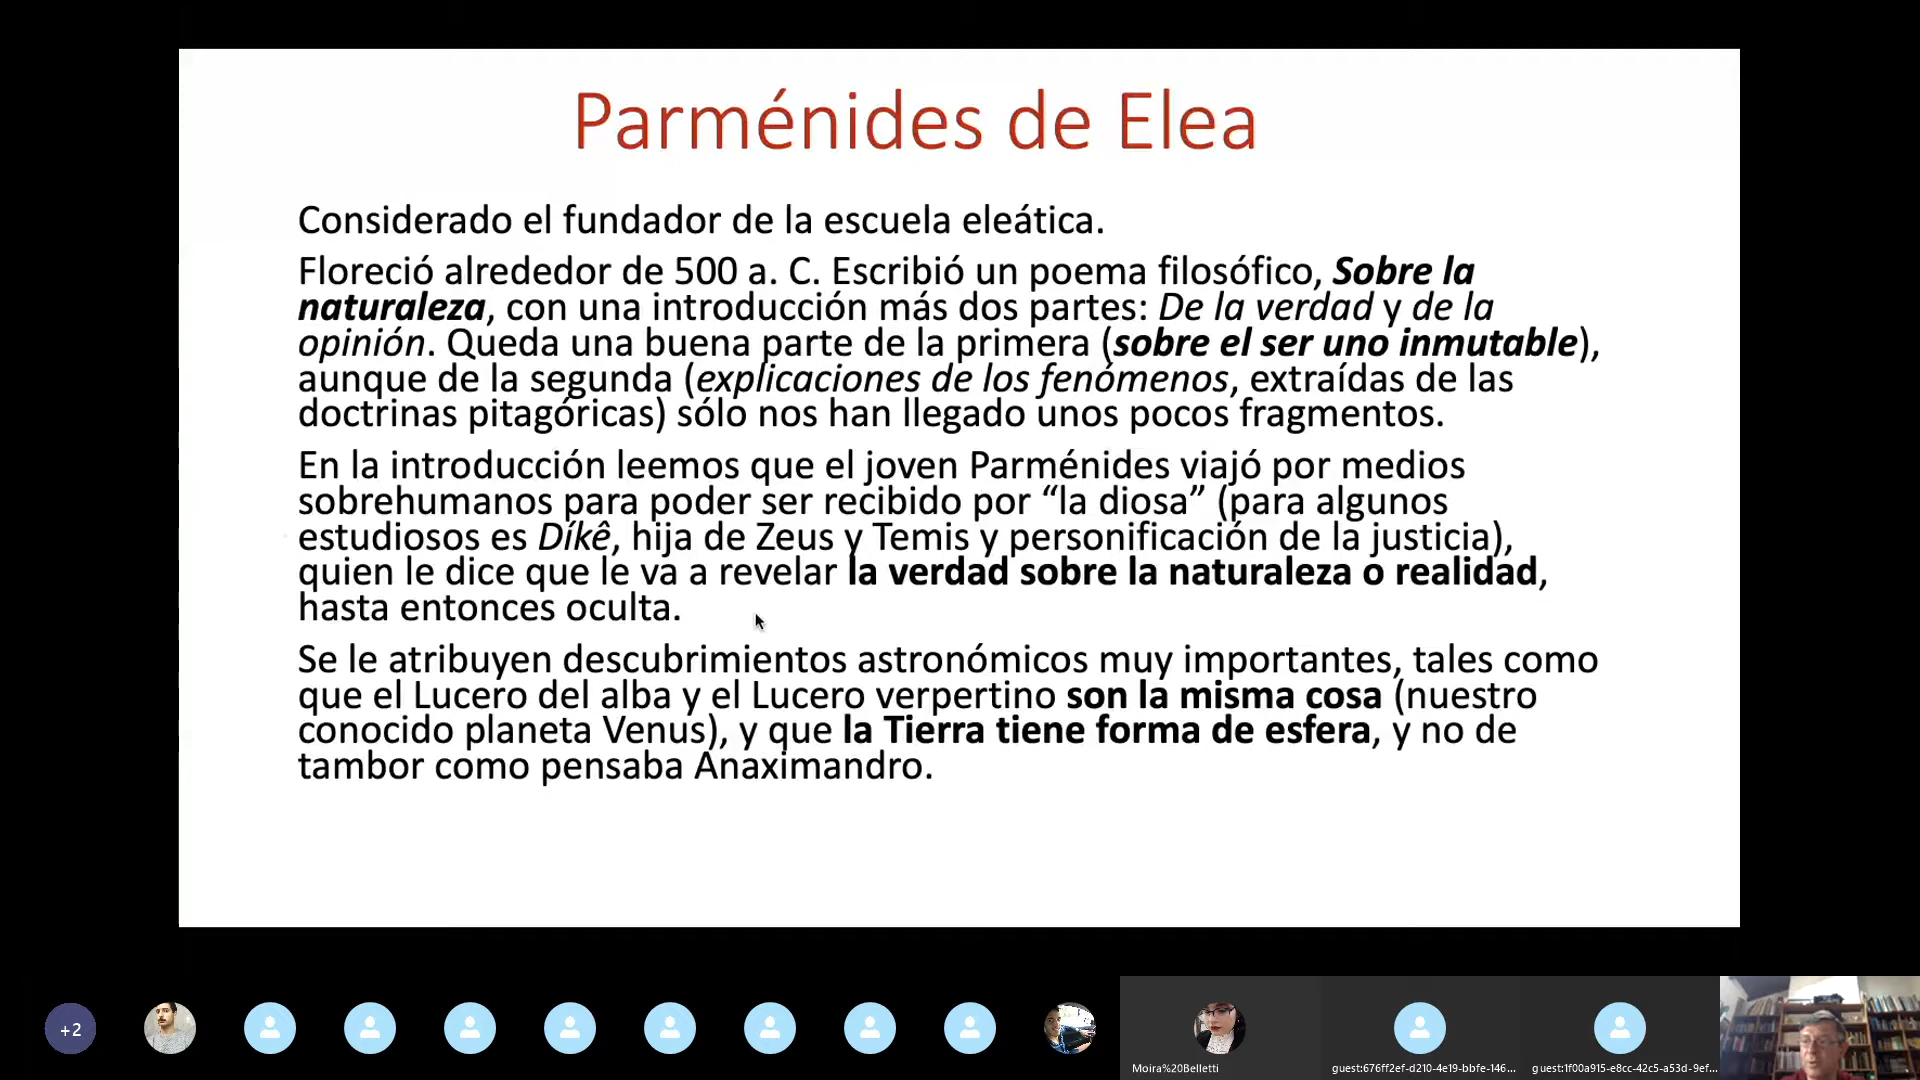 Parménides de Elea
Considerado el fundador de la escuela eleática.
Floreció alrededor de 500 a. C. Escribió un poema filosófico, Sobre la
naturaleza, con una introducción más dos partes: De la verdad y de la
opinión. Queda una buena parte de la primera (sobre el ser uno inmutable),
aunque de la segunda (explicaciones de los fenómenos, extraídas de las
doctrinas pitagóricas) sólo nos han llegado unos pocos fragmentos.
En la introducción leemos que el joven Parménides viajó por medios
sobrehumanos para poder ser recibido por “la diosa” (para algunos
estudiosos es Díkê, hija de Zeus y Temis y personificación de la justicia),
quien le dice que le va a revelar la verdad sobre la naturaleza o realidad,
hasta entonces oculta.
Se le atribuyen descubrimientos astronómicos muy importantes, tales como
que el Lucero del alba y el Lucero verpertino son la misma cosa (nuestro
conocido planeta Venus), y que la Tierra tiene forma de esfera, y no de
tambor como pensaba Anaximandro.
+2
Moira%20Belletti
guest:676ff2ef-d210-4e19-bbfe-146...
guest:1f00a915-e8cc-42c5-a53d-9ef...